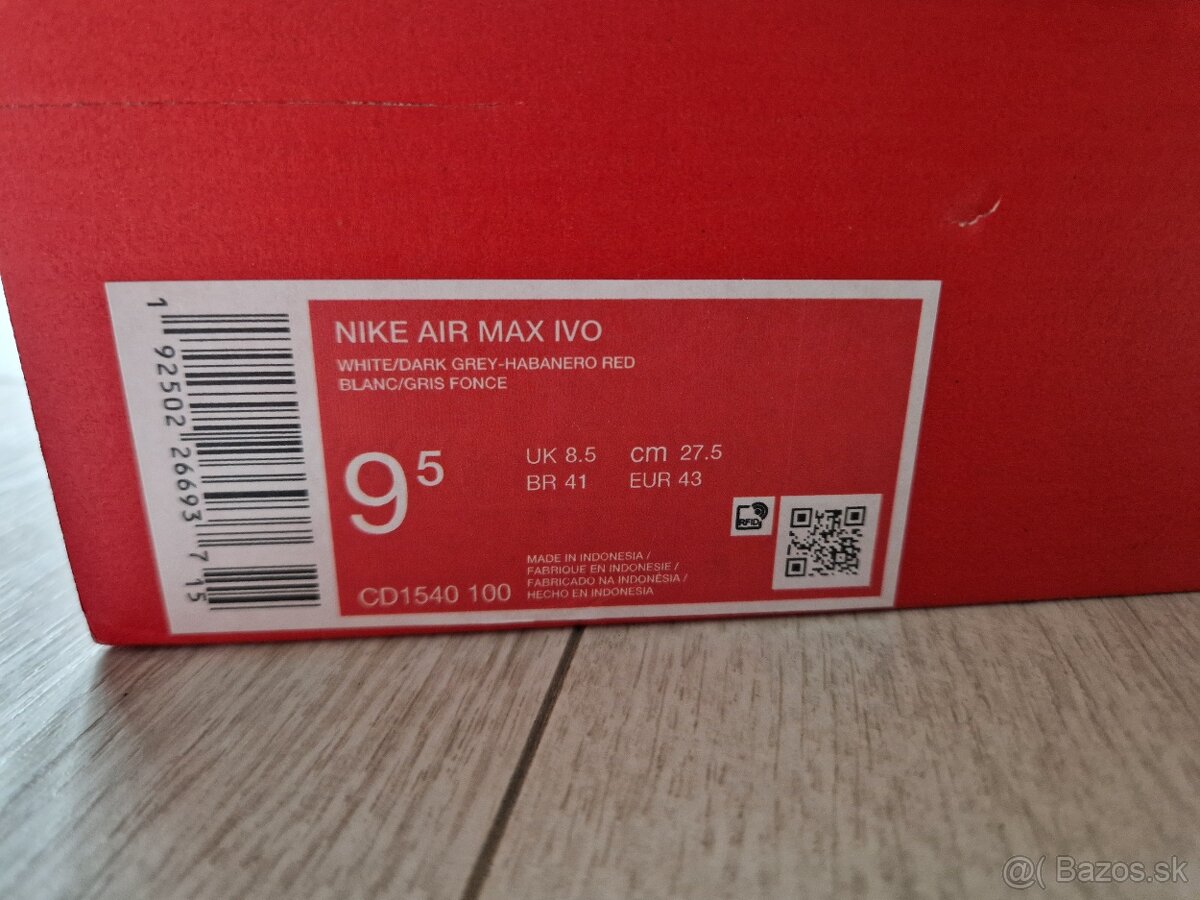 1 92502 26693 7 15
NIKE AIR MAX IVO
WHITE/DARK GREY-HABANERO RED
BLANC/GRIS FONCE
9 5
UK 8.5 cm 27.5
BR 41 EUR 43
RFID
MADE IN INDONESIA /
FABRIQUE EN INDONESIE /
FABRICADO NA INDONÉSIA /
HECHO EN INDONESIA
CD1540 100
@( Bazos.sk